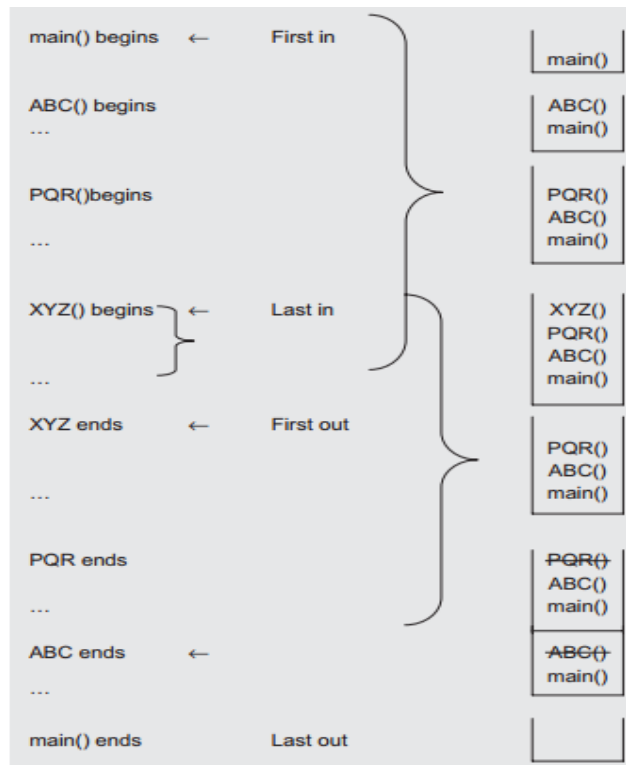 main() begins ← First in
main()
ABC() begins
...
ABC()
main()
PQR()begins
...
PQR()
ABC()
main()
XYZ() begins ← Last in
...
XYZ()
PQR()
ABC()
main()
XYZ ends ← First out
...
PQR()
ABC()
main()
PQR ends
...
PQR()
ABC()
main()
ABC ends ←
...
ABC()
main()
main() ends Last out